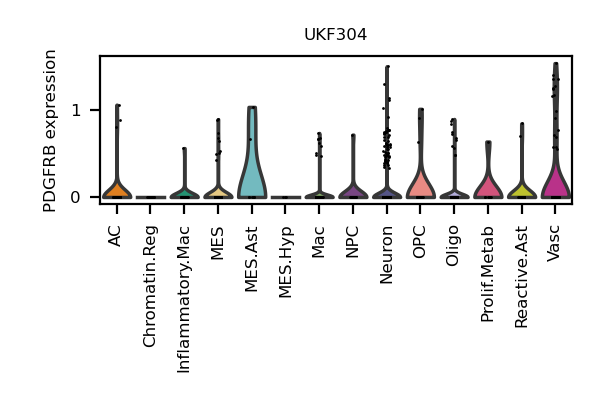 UKF304
PDGFRB expression
1
0
AC
Chromatin.Reg
Inflammatory.Mac
MES
MES.Ast
MES.Hyp
Mac
NPC
Neuron
OPC
Oligo
Prolif.Metab
Reactive.Ast
Vasc